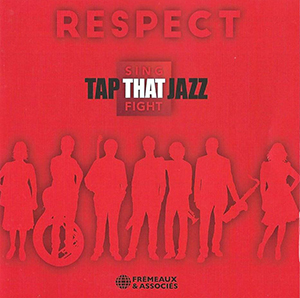 RESPECT
SING
TAP THAT JAZZ
FIGHT
FREMEAUX
& ASSOCIÉS